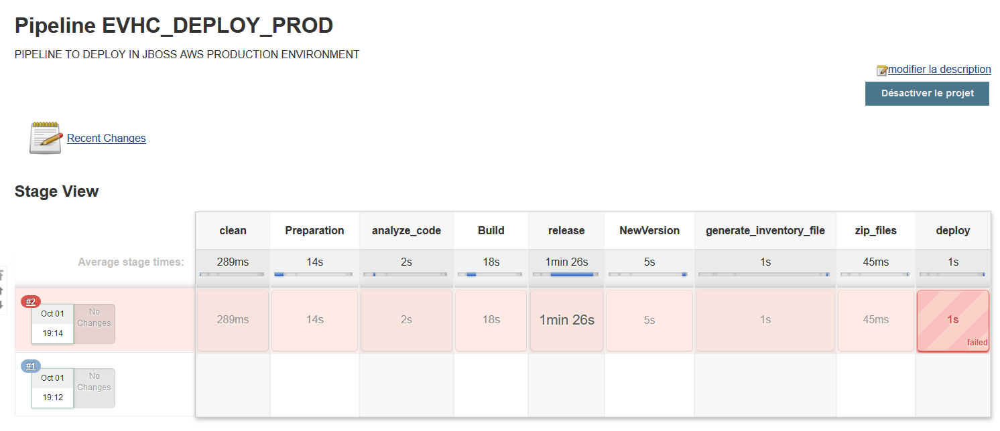 Pipeline EVHC_DEPLOY_PROD
PIPELINE TO DEPLOY IN JBOSS AWS PRODUCTION ENVIRONMENT
modifier la description
Désactiver le projet
Recent Changes
Stage View
clean Preparation analyze_code Build release NewVersion generate_inventory_file zip_files deploy
Average stage times: 289ms 14s 2s 18s 1min 26s 5s 1s 45ms 1s
#2
Oct 01
19:14
No
Changes
289ms 14s 2s 18s 1min 26s 5s 1s 45ms 1s
failed
#1
Oct 01
19:12
No
Changes